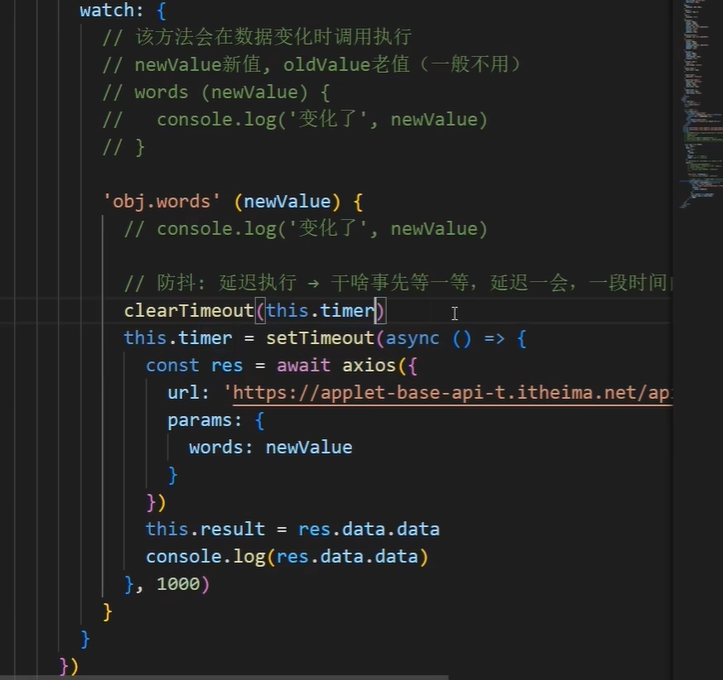 watch: {
// 该方法会在数据变化时调用执行
// newValue新值, oldValue老值（一般不用）
// words (newValue) {
//   console.log('变化了', newValue)
// }
'obj.words' (newValue) {
// console.log('变化了', newValue)
// 防抖: 延迟执行 → 干啥事先等一等，延迟一会，一段时间
clearTimeout(this.timer)
this.timer = setTimeout(async () => {
const res = await axios({
url: 'https://applet-base-api-t.itheima.net/ap
params: {
words: newValue
}
})
this.result = res.data.data
console.log(res.data.data)
}, 1000)
}
}
})